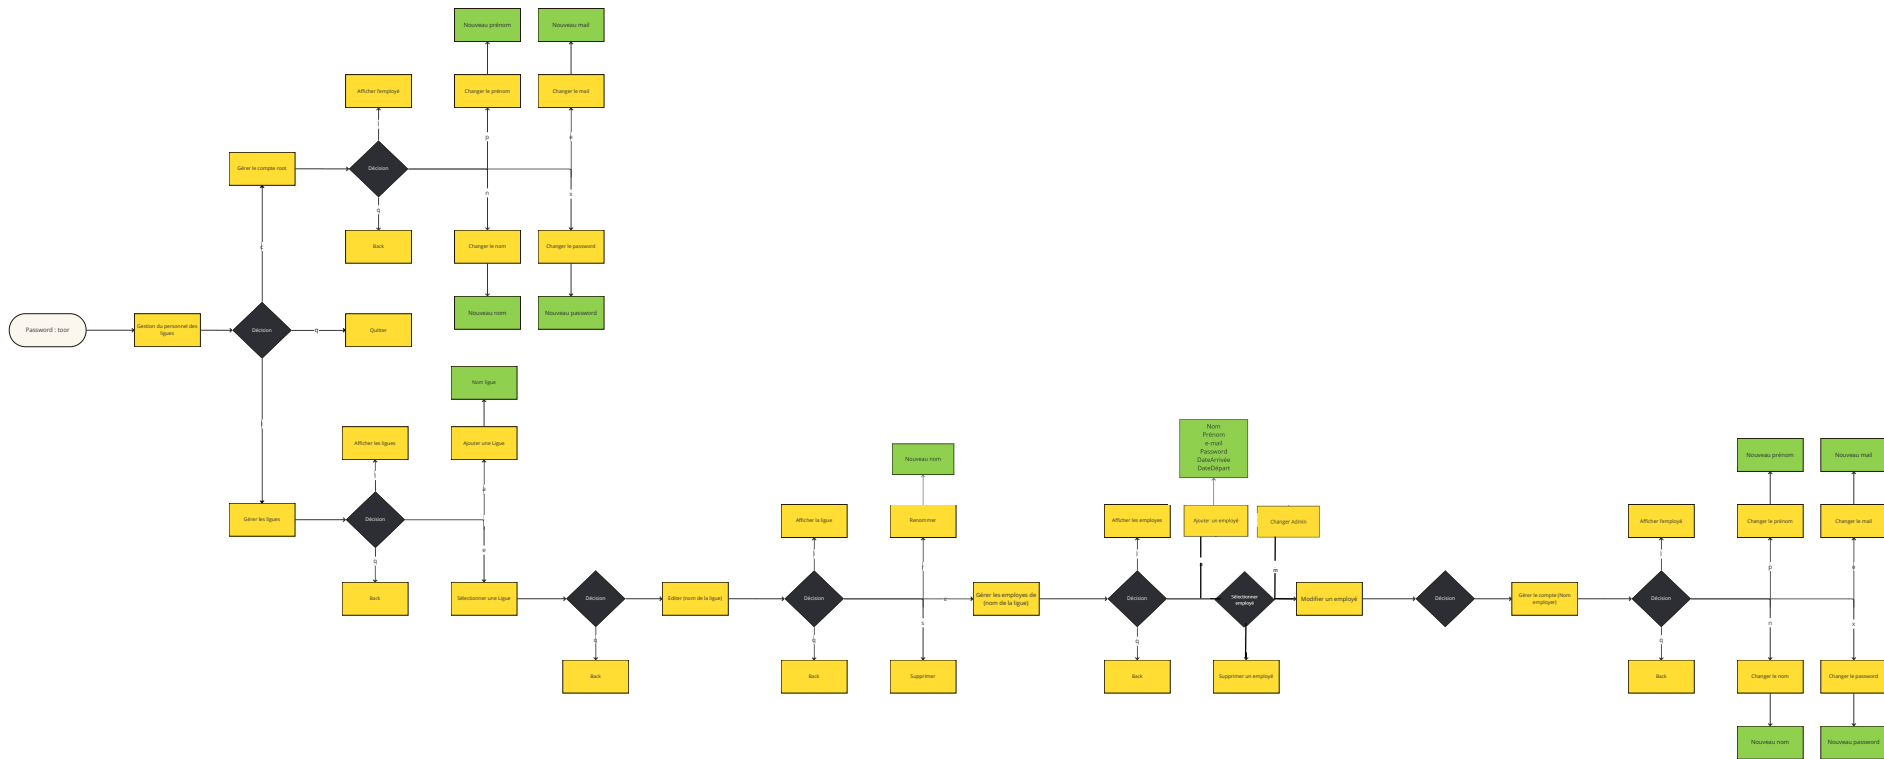 Nouveau prénom
Nouveau mail
Afficher l'employé
Changer le prénom
Changer le mail
l
p
e
Gérer le compte root
Décision
n
x
q
Back
Changer le nom
Changer le password
Nouveau nom
Nouveau password
Password : toor
Gestion du personnel des
ligues
Décision
q
Quitter
Nom ligue
Afficher les ligues
Ajouter une Ligue
l
a
Gérer les ligues
Décision
e
q
Back
Sélectionner une Ligue
Décision
q
Back
Editer (nom de la ligue)
Nouveau nom
Afficher la ligue
Renommer
l
r
Décision
e
s
q
Back
Supprimer
Gérer les employes de
(nom de la ligue)
Nom
Prénom
e-mail
Password
DateArrivée
DateDépart
Afficher les employes
Ajouter un employé
Changer Admin
l
m
Décision
Sélectionner
employé
Modifier un employé
q
Back
Supprimer un employé
Décision
Gérer le compte (Nom
employer)
Nouveau prénom
Nouveau mail
Afficher l'employé
Changer le prénom
Changer le mail
l
p
e
Décision
n
x
q
Back
Changer le nom
Changer le password
Nouveau nom
Nouveau password